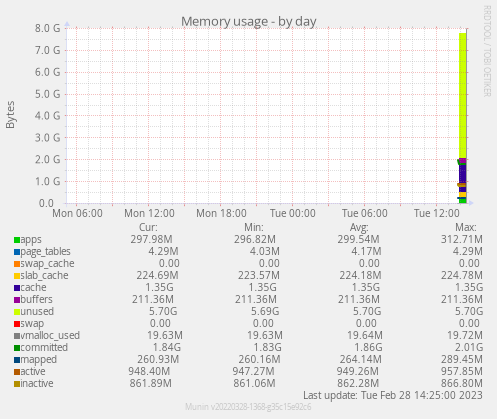 Memory usage - by day
RRDTOOL / TOBI OETIKER
Bytes
8.0 G
7.0 G
6.0 G
5.0 G
4.0 G
3.0 G
2.0 G
1.0 G
0.0
Mon 06:00 Mon 12:00 Mon 18:00 Tue 00:00 Tue 06:00 Tue 12:00
Cur: Min: Avg: Max:
apps 297.98M 296.82M 299.54M 312.71M
page_tables 4.29M 4.03M 4.17M 4.29M
swap_cache 0.00 0.00 0.00 0.00
slab_cache 224.69M 223.57M 224.18M 224.78M
cache 1.35G 1.35G 1.35G 1.35G
buffers 211.36M 211.36M 211.36M 211.36M
unused 5.70G 5.69G 5.70G 5.70G
swap 0.00 0.00 0.00 0.00
vmalloc_used 19.63M 19.63M 19.64M 19.72M
committed 1.84G 1.83G 1.86G 2.01G
mapped 260.93M 260.16M 264.14M 289.45M
active 948.40M 947.27M 949.26M 957.85M
inactive 861.89M 861.06M 862.28M 866.80M
Last update: Tue Feb 28 14:25:00 2023
Munin v20220328-1368-g35c15e92c6